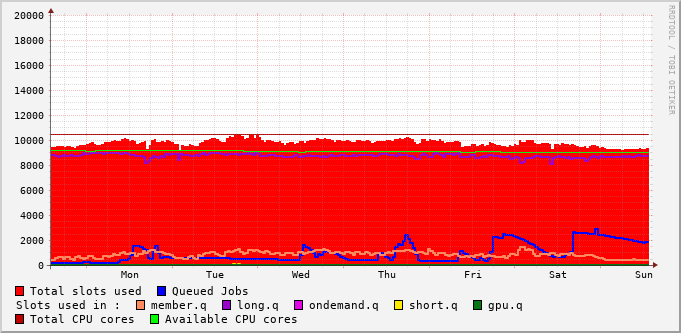 20000
18000
16000
14000
12000
10000
8000
6000
4000
2000
0
Mon Tue Wed Thu Fri Sat Sun
RRDTOOL / TOBI OETIKER
Total slots used Queued Jobs
Slots used in : member.q long.q ondemand.q short.q gpu.q
Total CPU cores Available CPU cores